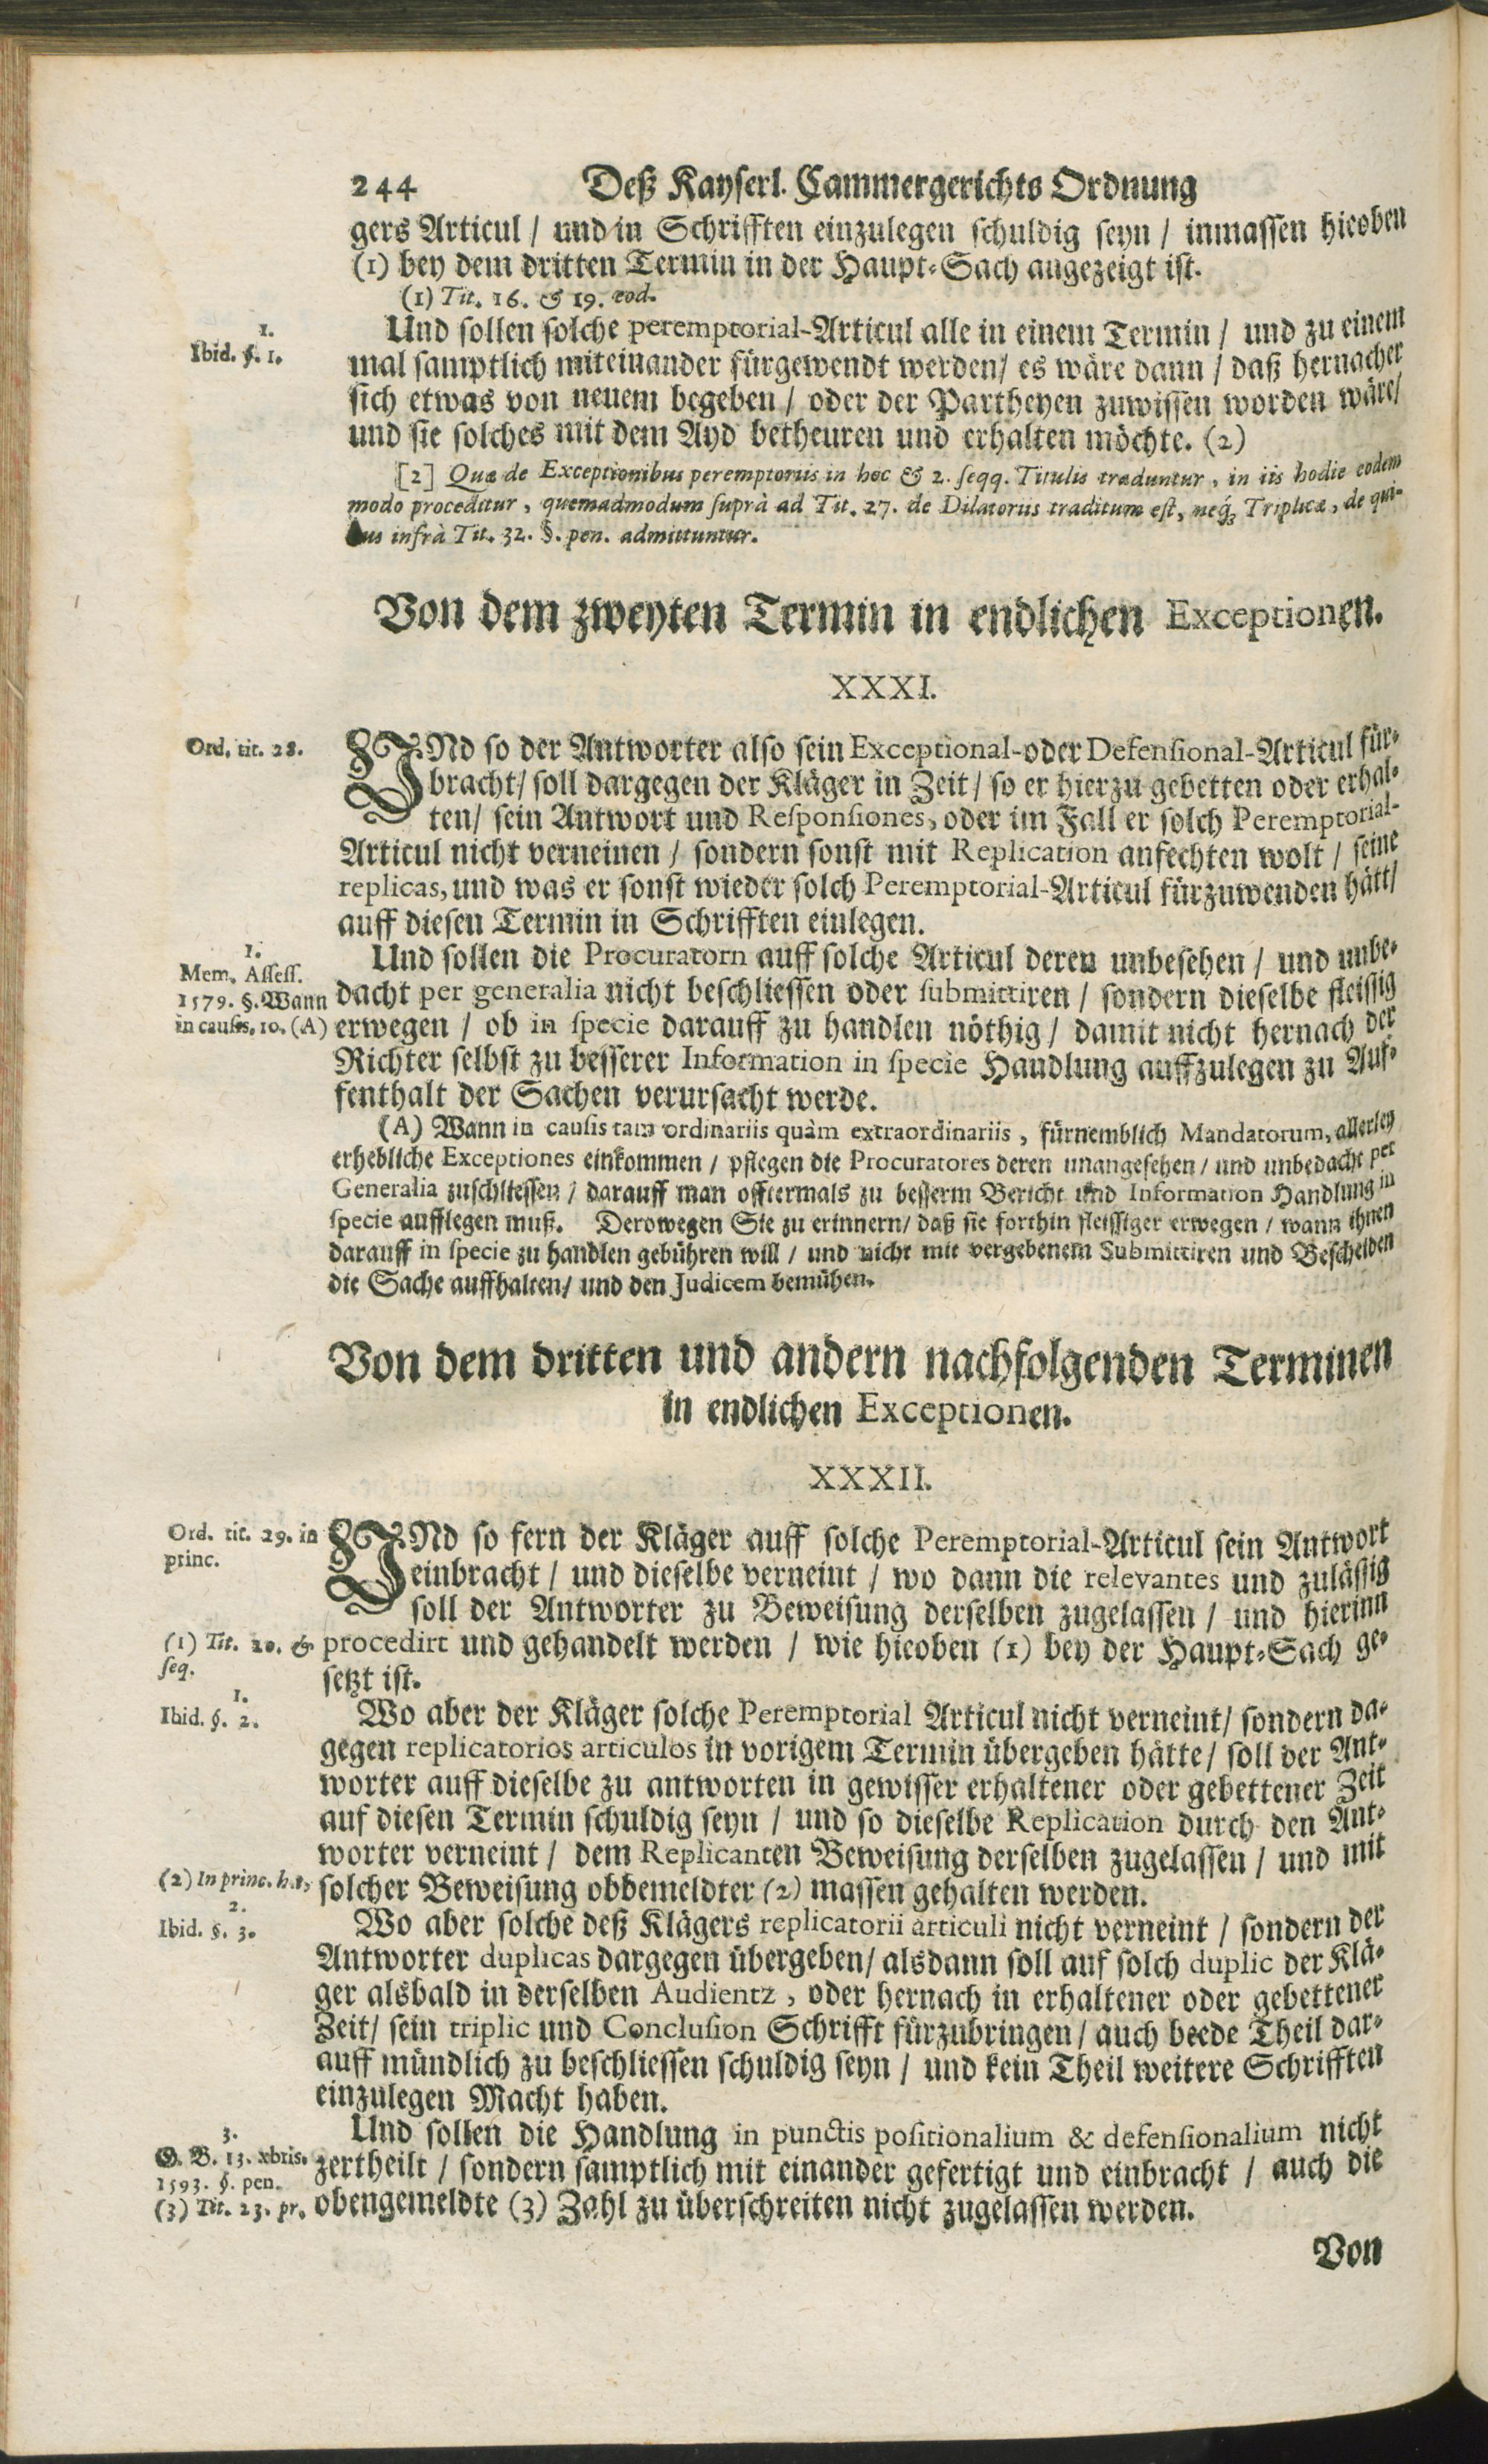 244 Deß Kayserl. Cammergerichts Ordnung
gers Articul / und in Schrifften einzulegen schuldig seyn / inmassen hieoben
(1) bey dem dritten Termin in der Haupt-Sach angezeigt ist.
(1) Tit. 16. & 19. eod.
1.
Ibid. §. 1.
Und sollen solche peremptorial-Articul alle in einem Termin / und zu einem
mal samptlich miteinander fürgewendt werden/ es wäre dann / daß hernacher
sich etwas von neuem begeben / oder der Partheyen zuwissen worden wäre/
und sie solches mit dem Ayd betheuren und erhalten möchte. (2)
[2] Quæ de Exceptionibus peremptoriis in hoc & 2. seqq. Titulis traduntur, in iis hodie eodem
modo proceditur, quemadmodum suprà ad Tit. 27. de Dilatoriis traditum est, neq́; Triplicæ, de qui-
bus infrà Tit. 32. §. pen. admittuntur.
Von dem zweyten Termin in endlichen Exceptionen.
XXXI.
Ord. tit. 28.
UNd so der Antworter also sein Exceptional-oder Defensional-Articul für-
bracht/ soll dargegen der Kläger in Zeit / so er hierzu gebetten oder erhal-
ten/ sein Antwort und Responsiones, oder im Fall er solch Peremptorial-
Articul nicht verneinen / sondern sonst mit Replication anfechten wolt / seine
replicas, und was er sonst wieder solch Peremptorial-Articul fürzuwenden hätt/
auff diesen Termin in Schrifften einlegen.
1.
Mem. Assess.
1579. §. Wann
in causis. 10. (A)
Und sollen die Procuratorn auff solche Articul deren unbesehen / und unbe-
dacht per generalia nicht beschliessen oder submittiren / sondern dieselbe fleissig
erwegen / ob in specie darauff zu handlen nöthig / damit nicht hernach der
Richter selbst zu besserer Information in specie Handlung auffzulegen zu Auf-
fenthalt der Sachen verursacht werde.
(A) Wann in causis tam ordinariis quàm extraordinariis, fürnemblich Mandatorum, allerley
erhebliche Exceptiones einkommen / pflegen die Procuratores deren unangesehen / und unbedacht per
Generalia zuschliessen / darauff man offtermals zu besserm Bericht und Information Handlung in
specie aufflegen muß. Derowegen Sie zu erinnern/ daß sie forthin fleissiger erwegen / wann ihnen
darauff in specie zu handlen gebühren will / und nicht mit vergebenem Submittiren und Bescheiden
die Sache auffhalten/ und den Judicem bemühen.
Von dem dritten und andern nachfolgenden Terminen
in endlichen Exceptionen.
XXXII.
Ord. tit. 29. in
princ.
UNd so fern der Kläger auff solche Peremptorial-Articul sein Antwort
einbracht / und dieselbe verneint / wo dann die relevantes und zulässig
soll der Antworter zu Beweisung derselben zugelassen / und hierinn
(1) Tit. 20. &
seq.
procedirt und gehandelt werden / wie hieoben (1) bey der Haupt-Sach ge-
setzt ist.
1.
Ibid. §. 2.
Wo aber der Kläger solche Peremptorial Articul nicht verneint/ sondern da-
gegen replicatorios articulos in vorigem Termin übergeben hätte/ soll der Ant-
worter auff dieselbe zu antworten in gewisser erhaltener oder gebettener Zeit
auf diesen Termin schuldig seyn / und so dieselbe Replication durch den Ant-
worter verneint / dem Replicanten Beweisung derselben zugelassen / und mit
(2) In princ. h.t.
solcher Beweisung obbemeldter (2) massen gehalten werden.
2.
Ibid. §. 3.
Wo aber solche deß Klägers replicatorii articuli nicht verneint / sondern der
Antworter duplicas dargegen übergeben/ alsdann soll auf solch duplic der Klä-
ger alsbald in derselben Audientz, oder hernach in erhaltener oder gebettener
Zeit/ sein triplic und Conclusion Schrifft fürzubringen / auch beede Theil dar-
auff mündlich zu beschliessen schuldig seyn / und kein Theil weitere Schrifften
einzulegen Macht haben.
3.
G. B. 13. xbris.
1593. §. pen.
(3) Tit. 23. pr.
Und sollen die Handlung in punctis positionalium & defensionalium nicht
zertheilt / sondern samptlich mit einander gefertigt und einbracht / auch die
obengemeldte (3) Zahl zu überschreiten nicht zugelassen werden.
Von